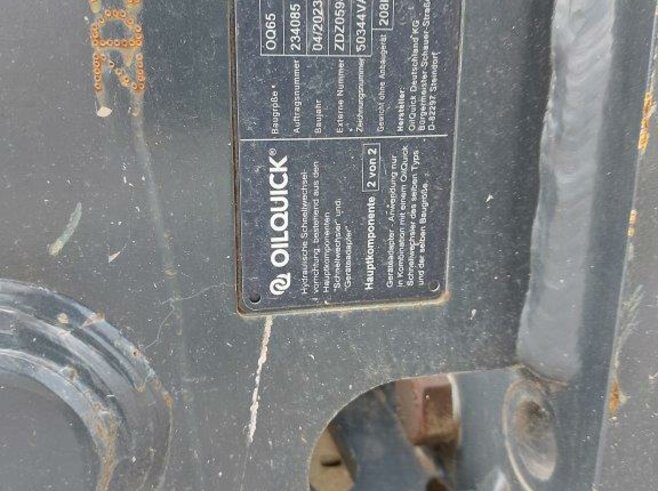 OILQUICK®
Hydraulische Schnellwechsel-
vorrichtung, bestehend aus den
Hauptkomponenten
"Schnellwechsler" und
"Geräteadapter"
Hauptkomponente 2 von 2
Geräteadapter - Anwendung nur
in Kombination mit einem OilQuick
Schnellwechsler des selben Typs
und der selben Baugröße.
Baugröße OQ65
Auftragsnummer 234085
Baujahr 04/2023
Externe Nummer ZDZ059
Zeichnungsnummer 50344V
Gewicht ohne Anbaugerät 208
Hersteller:
OilQuick Deutschland KG
Bürgermeister-Schauer-Straße
D-82297 Steindorf